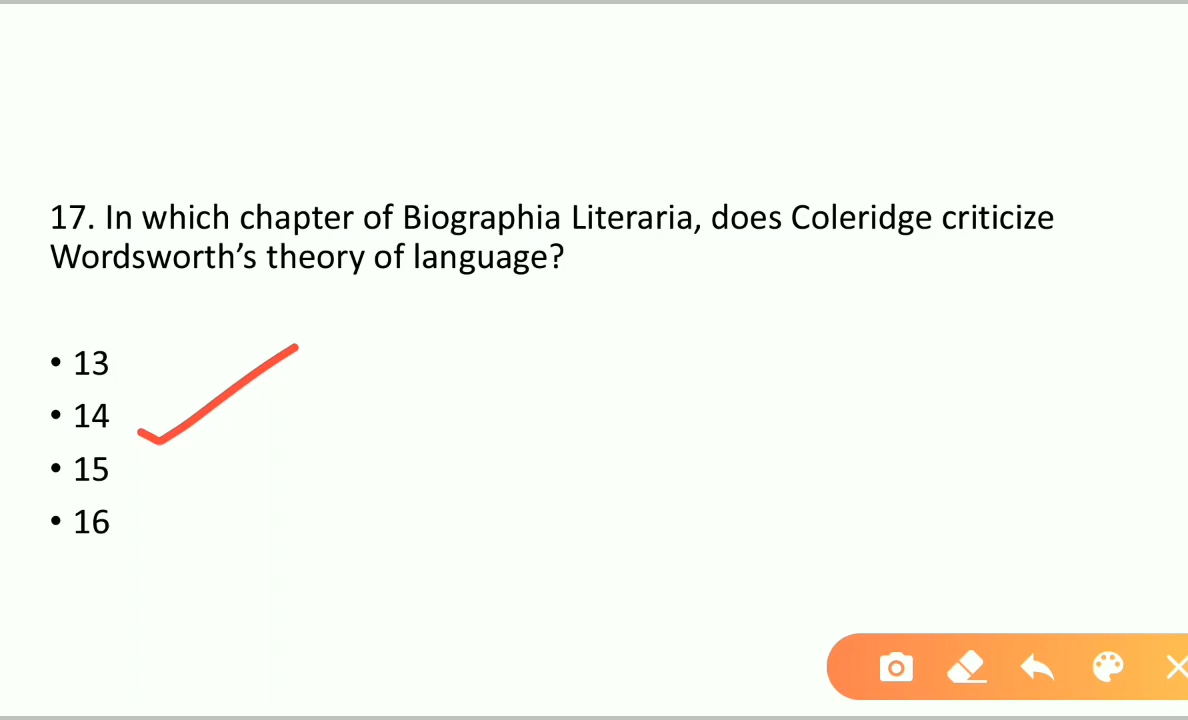 17. In which chapter of Biographia Literaria, does Coleridge criticize
Wordsworth’s theory of language?
• 13
• 14
• 15
• 16